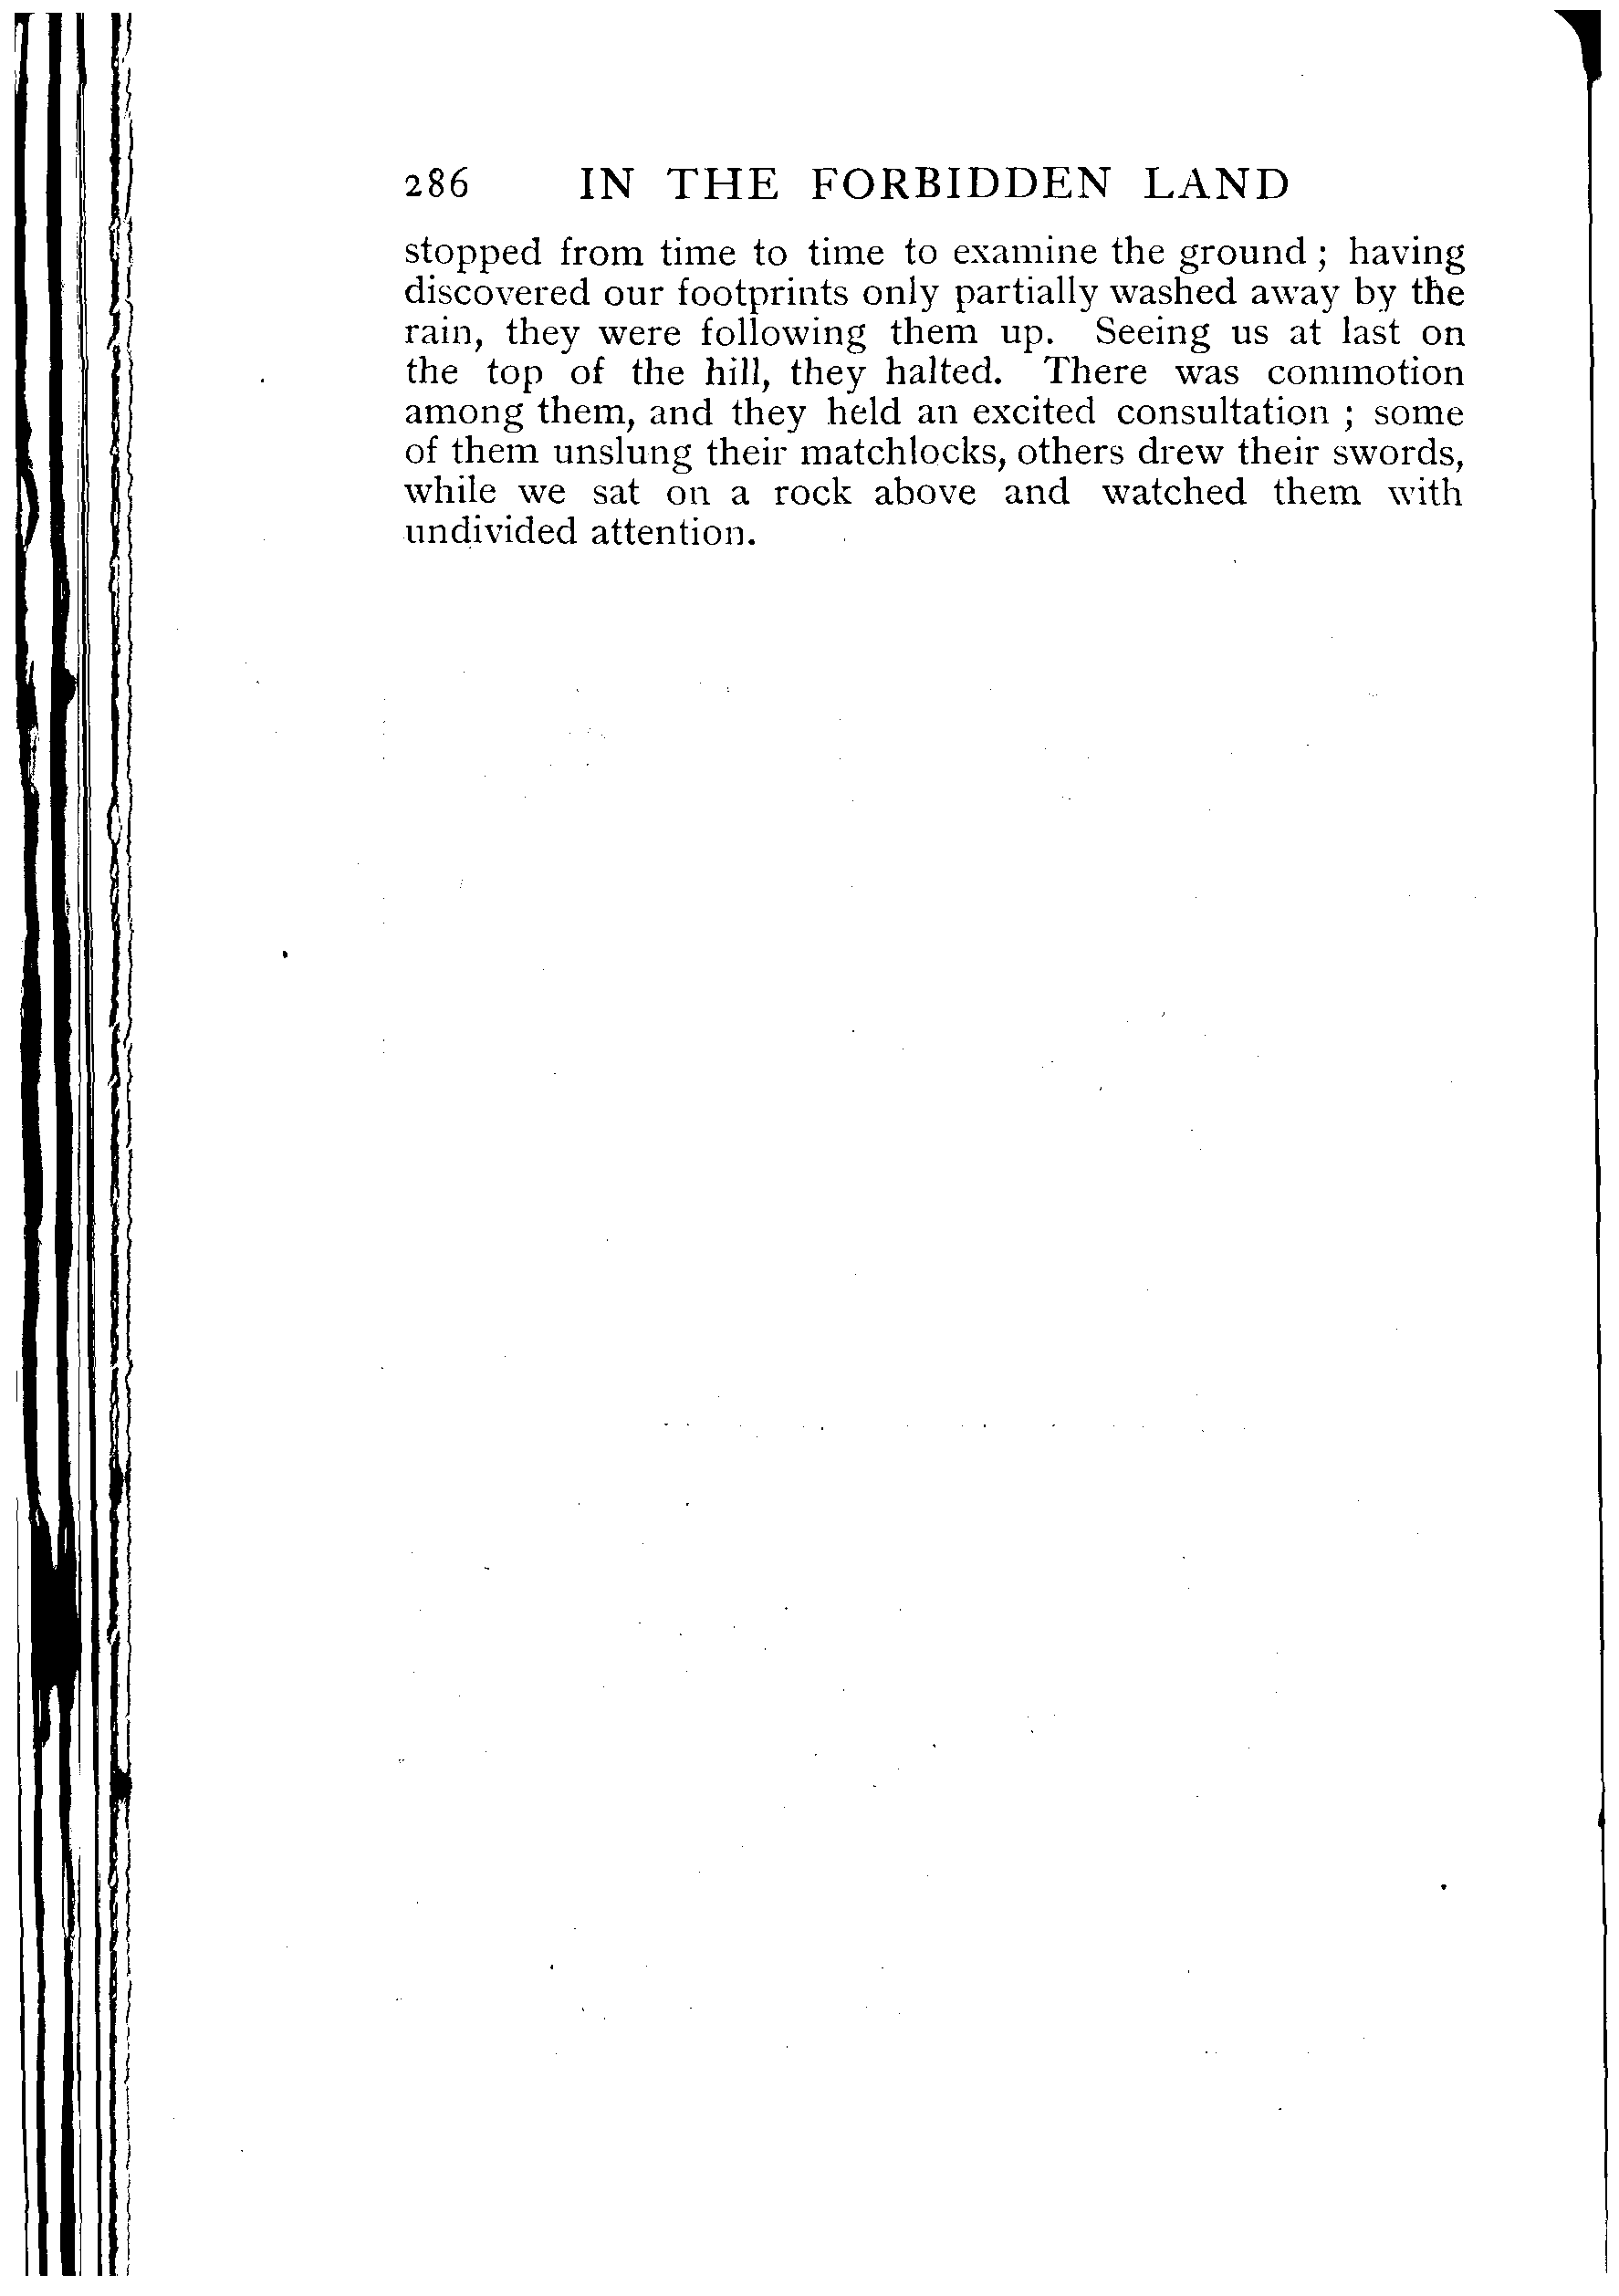 286 IN THE FORBIDDEN LAND
stopped from time to time to examine the ground ; having
discovered our footprints only partially washed away by the
rain, they were following them up. Seeing us at last on
the top of the hill, they halted. There was commotion
among them, and they held an excited consultation ; some
of them unslung their matchlocks, others drew their swords,
while we sat on a rock above and watched them with
undivided attention.